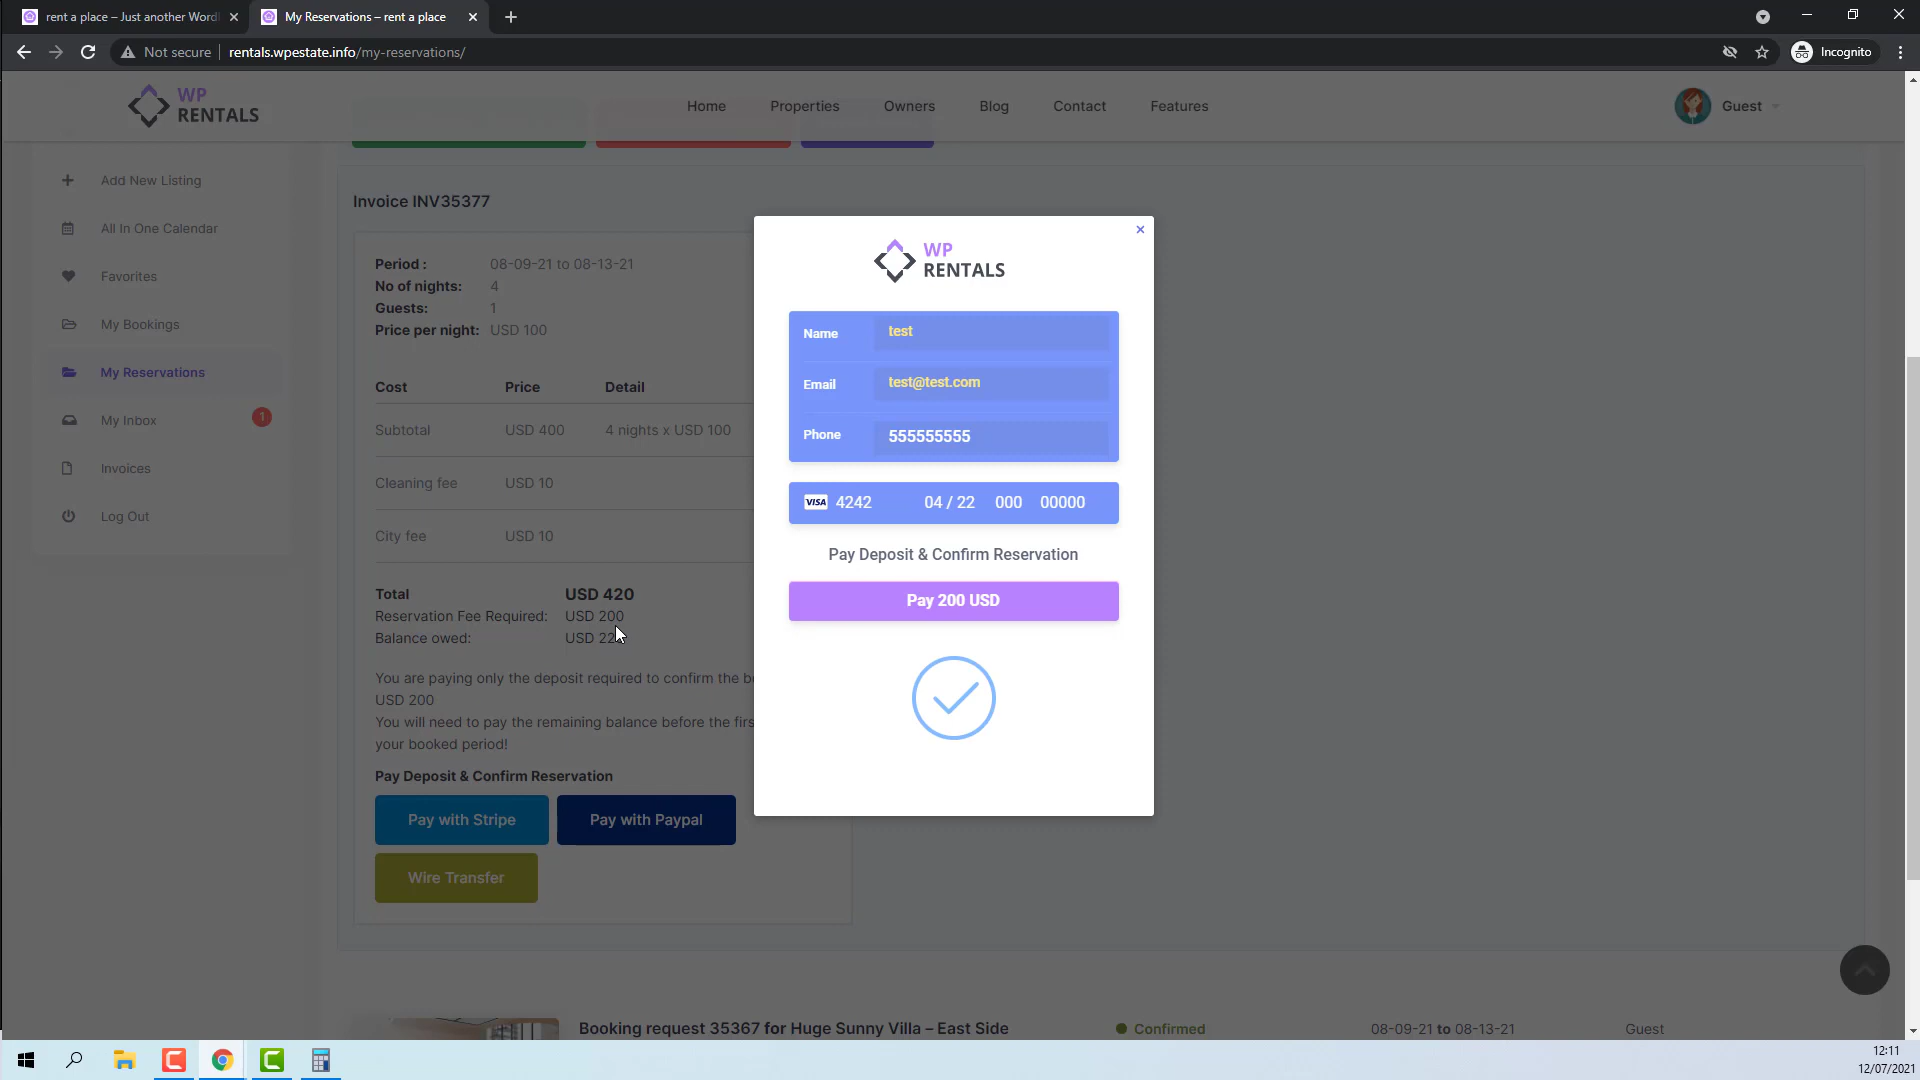 rent a place – Just another Word
My Reservations – rent a place
Not secure
rentals.wpestate.info/my-reservations/
Incognito
WP
RENTALS
Home
Properties
Owners
Blog
Contact
Features
Guest
Add New Listing
All In One Calendar
Favorites
My Bookings
My Reservations
My Inbox
1
Invoices
Log Out
Invoice INV35377
Period : 08-09-21 to 08-13-21
No of nights: 4
Guests: 1
Price per night: USD 100
Cost Price Detail
Subtotal USD 400 4 nights x USD 100
Cleaning fee USD 10
City fee USD 10
Total USD 420
Reservation Fee Required: USD 200
Balance owed: USD 22
You are paying only the deposit required to confirm the b
USD 200
You will need to pay the remaining balance before the firs
your booked period!
Pay Deposit & Confirm Reservation
Pay with Stripe
Pay with Paypal
Wire Transfer
WP
RENTALS
Name test
Email test@test.com
Phone 555555555
VISA 4242 04 / 22 000 00000
Pay Deposit & Confirm Reservation
Pay 200 USD
Booking request 35367 for Huge Sunny Villa – East Side
Confirmed
08-09-21 to 08-13-21
Guest
12:11
12/07/2021